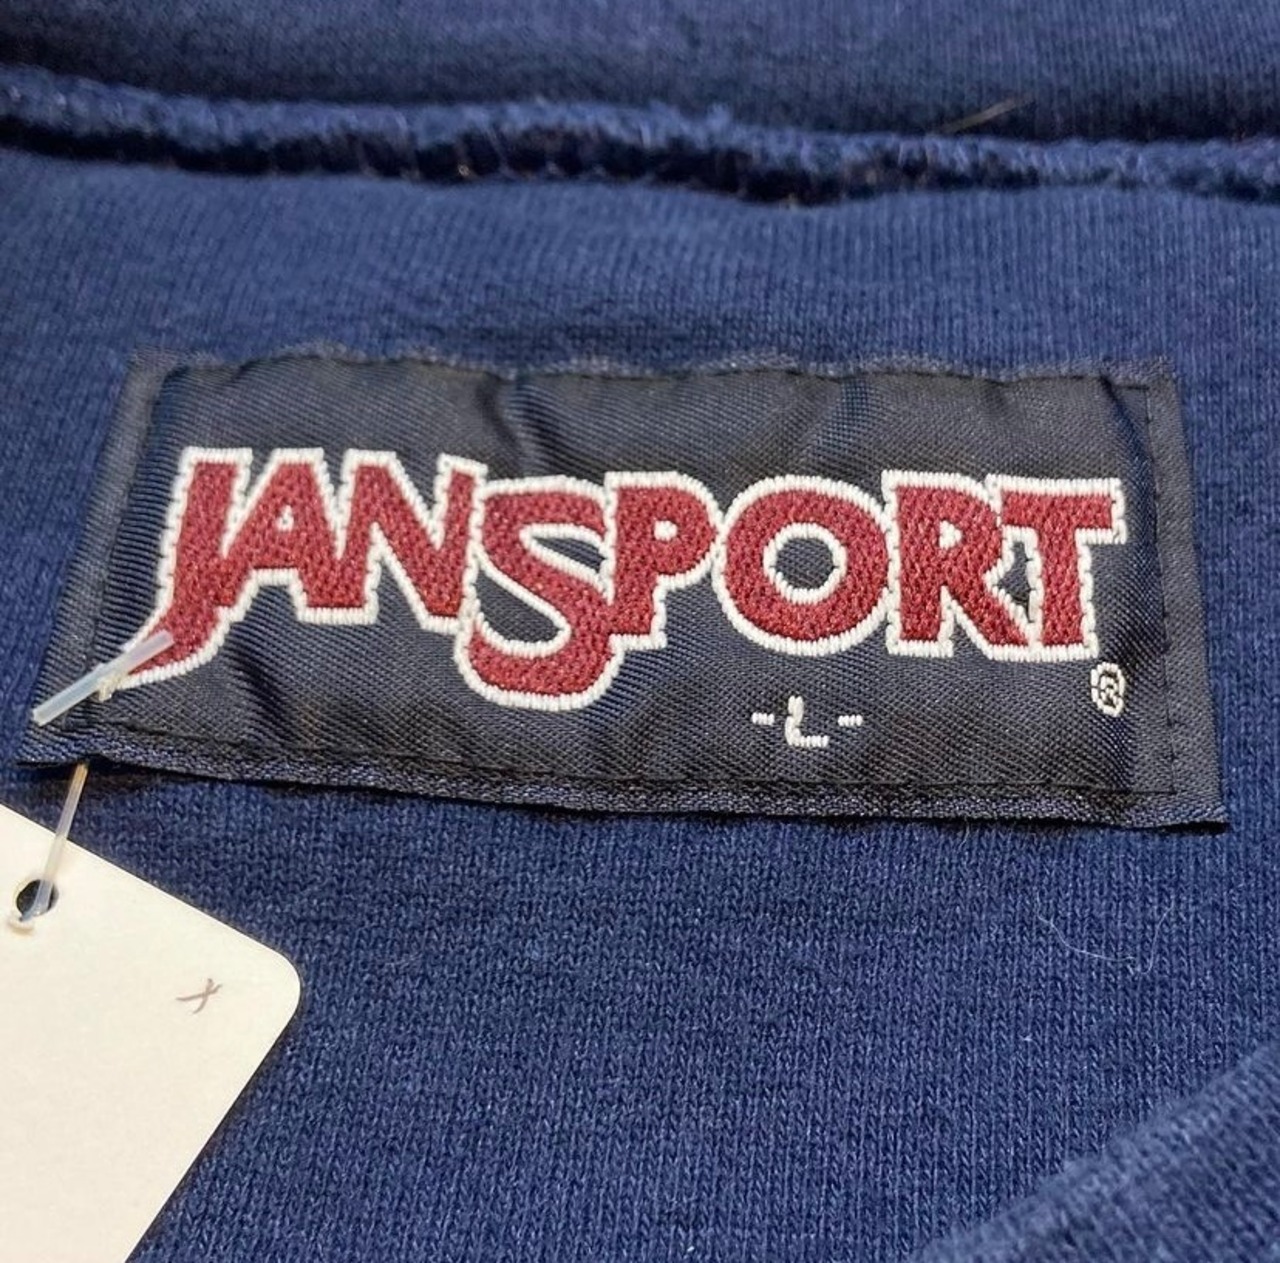 JANSPORT
®
-L-
x